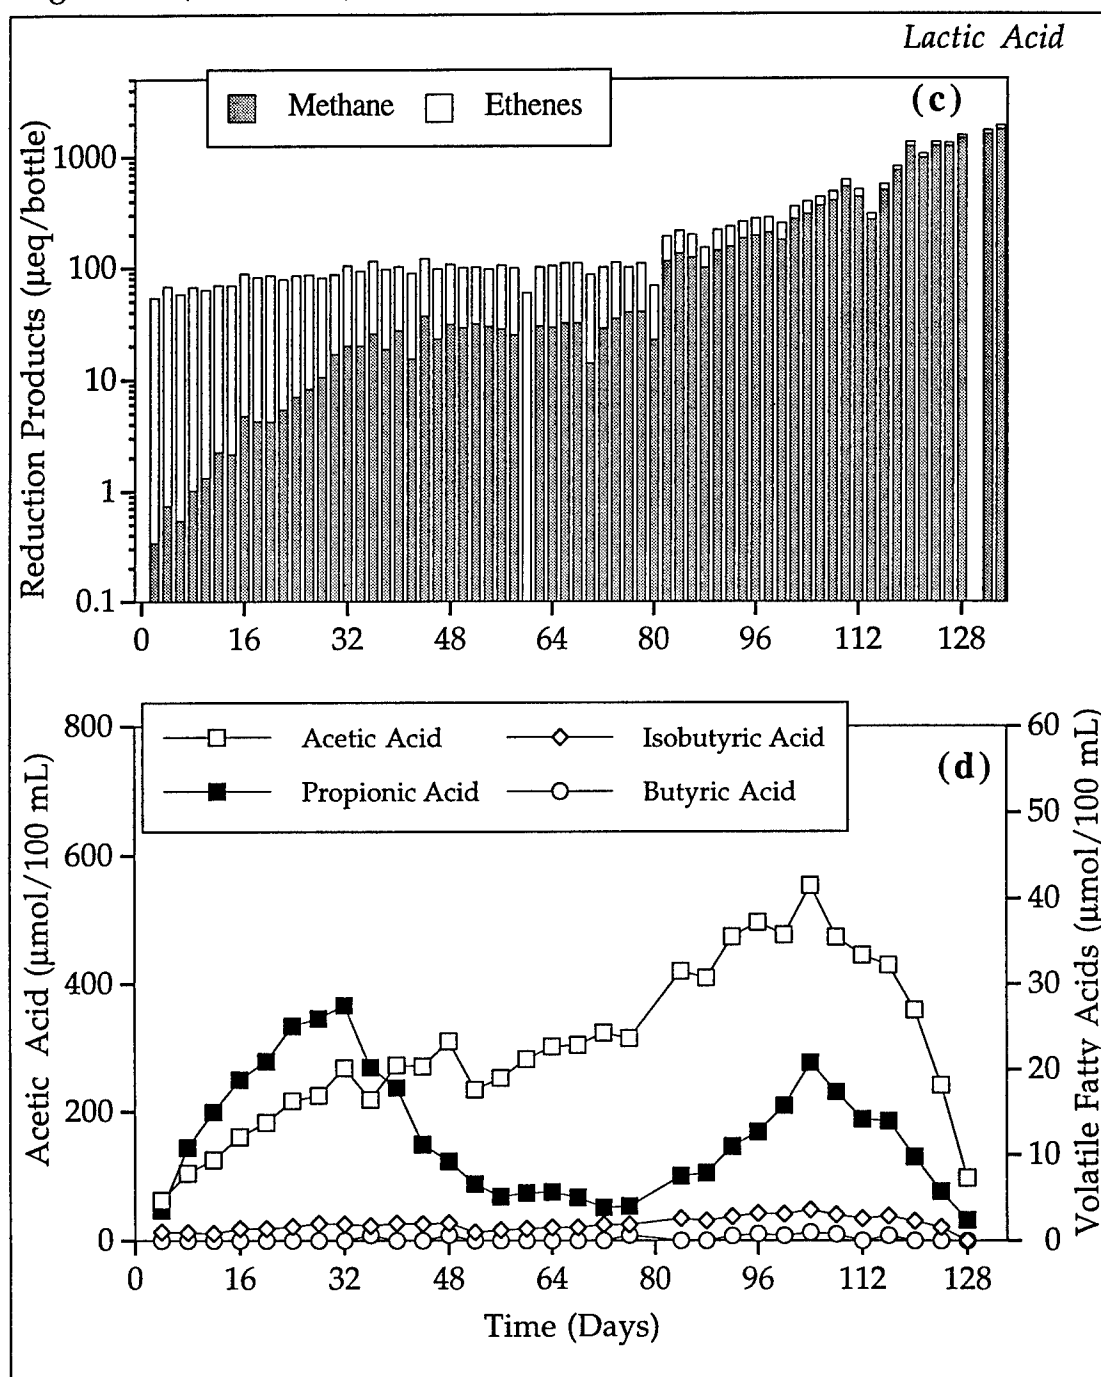 Lactic Acid
(c)
Methane Ethenes
Reduction Products (μeq/bottle)
1000
100
10
1
0.1
0 16 32 48 64 80 96 112 128
(d)
Acetic Acid Isobutyric Acid
Propionic Acid Butyric Acid
Acetic Acid (μmol/100 mL)
800
600
400
200
0
Volatile Fatty Acids (μmol/100 mL)
60
50
40
30
20
10
0
0 16 32 48 64 80 96 112 128
Time (Days)